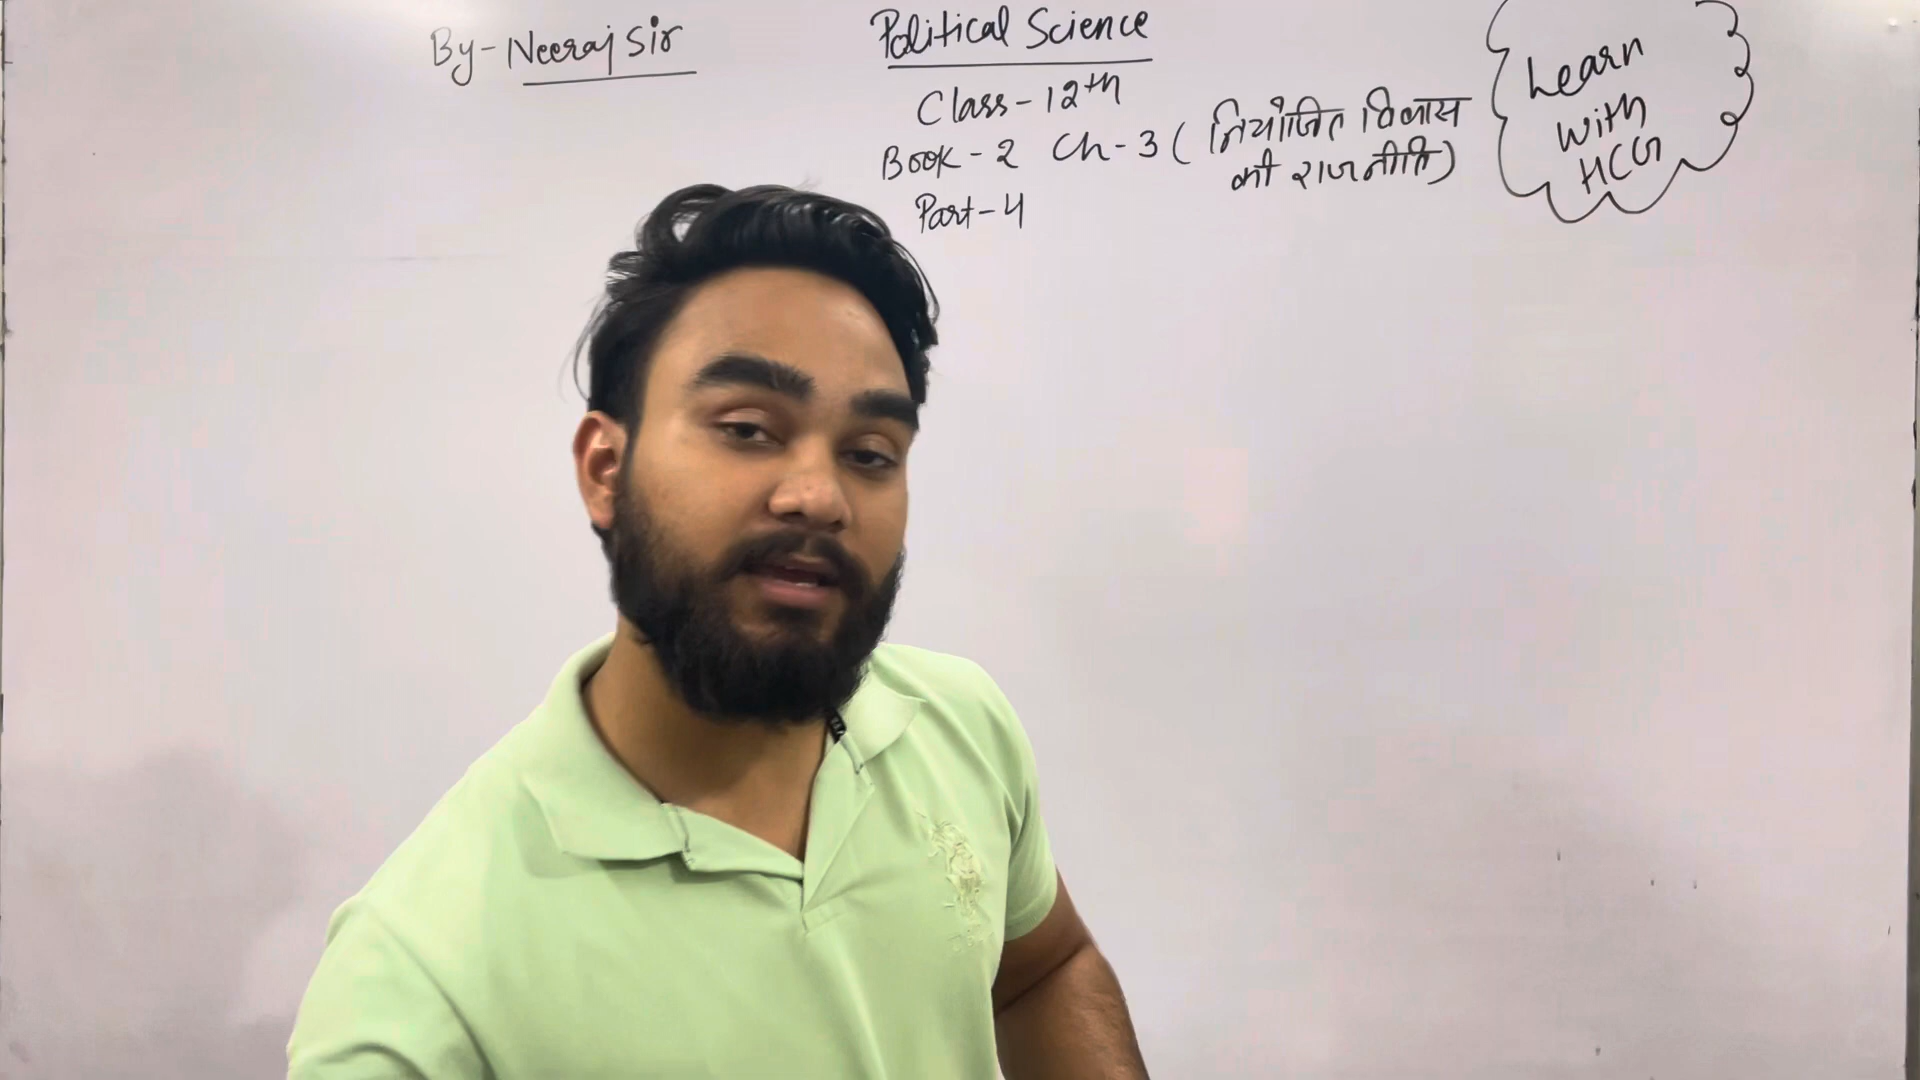 By- Neeraj Sir
Political Science
Class-12th
Book-2 Ch-3 (नियोजित विकास
की राजनीति)
Part-4
Learn
with
HCG